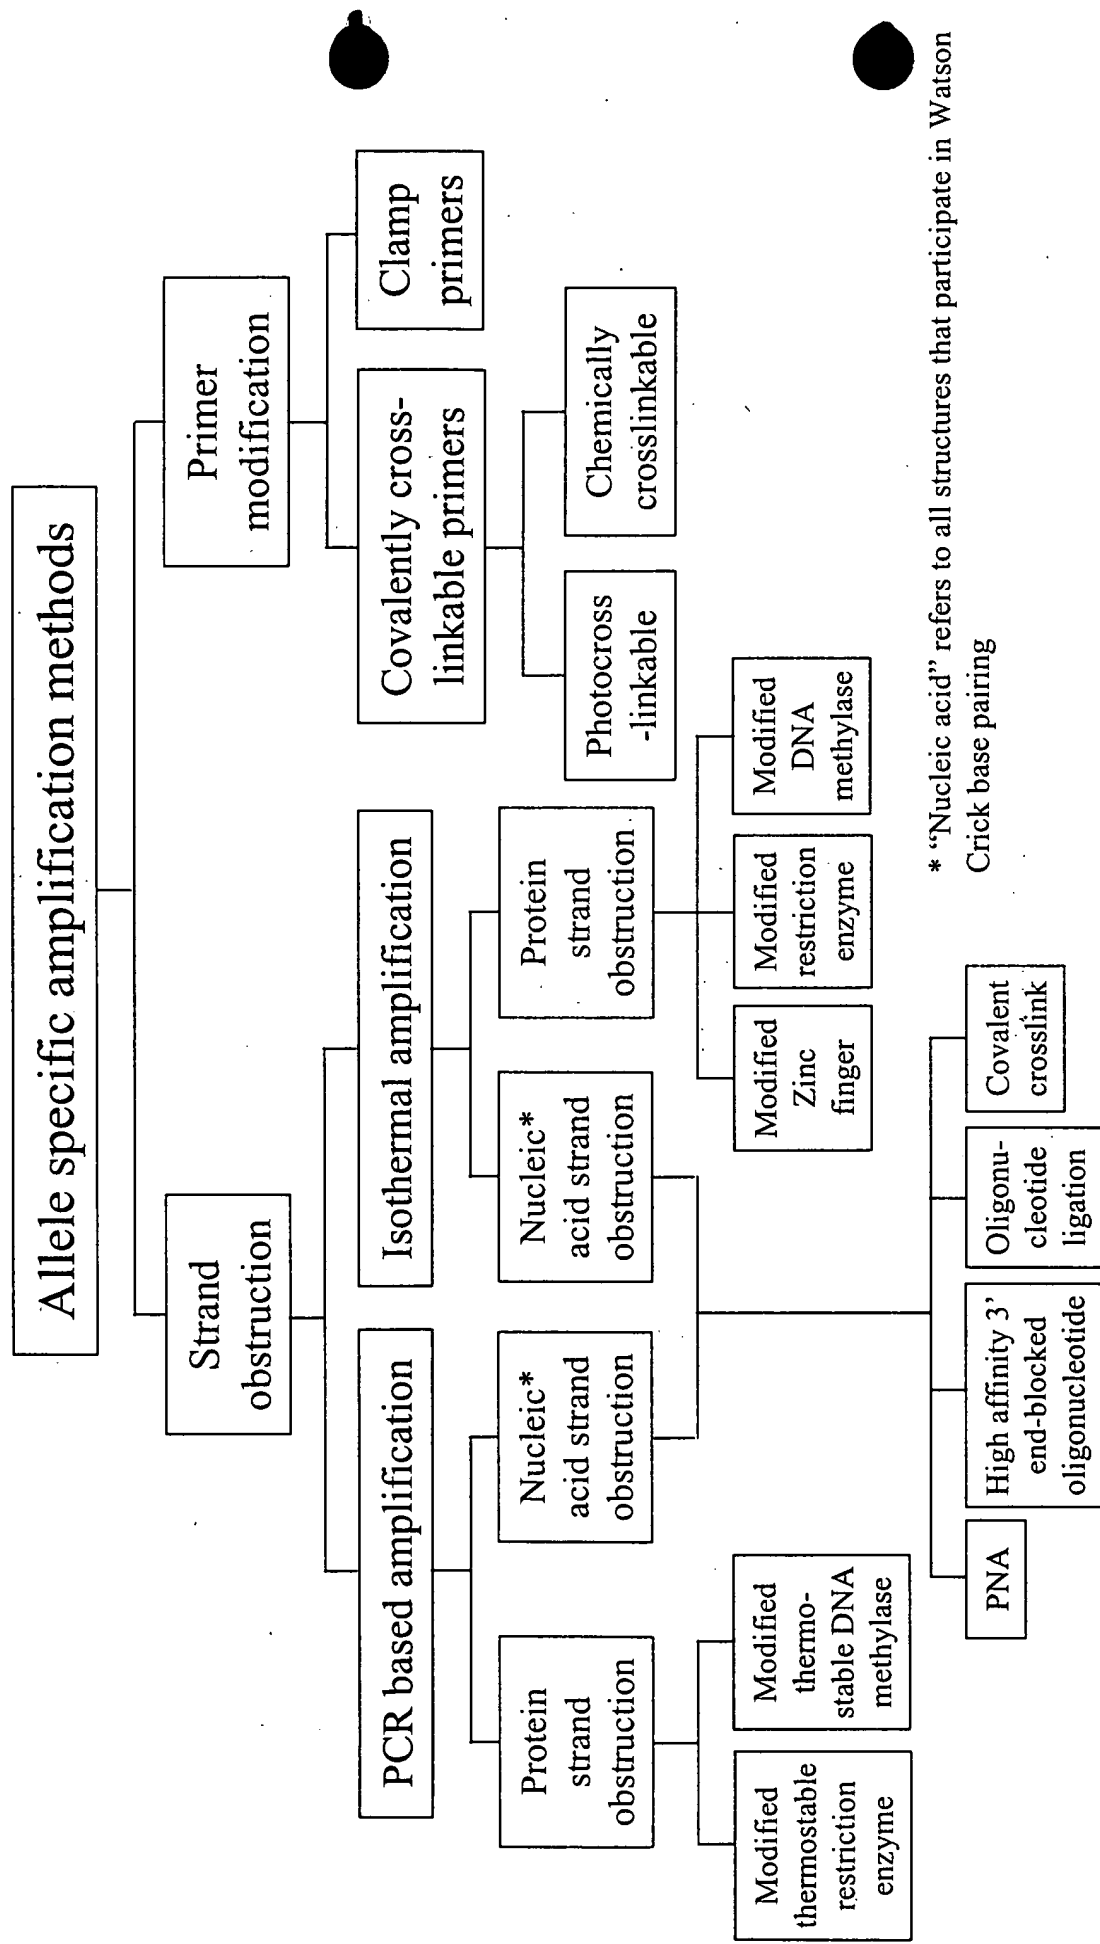 Allele specific amplification methods
Strand
obstruction
Primer
modification
PCR based amplification
Isothermal amplification
Covalently cross-
linkable primers
Clamp
primers
Protein
strand
obstruction
Nucleic*
acid strand
obstruction
Nucleic*
acid strand
obstruction
Protein
strand
obstruction
Photocross
-linkable
Chemically
crosslinkable
Modified
thermostable
restriction
enzyme
Modified
thermo-
stable DNA
methylase
Modified
Zinc
finger
Modified
restriction
enzyme
Modified
DNA
methylase
PNA
High affinity 3'
end-blocked
oligonucleotide
Oligonu-
cleotide
ligation
Covalent
crosslink
* “Nucleic acid” refers to all structures that participate in Watson
Crick base pairing